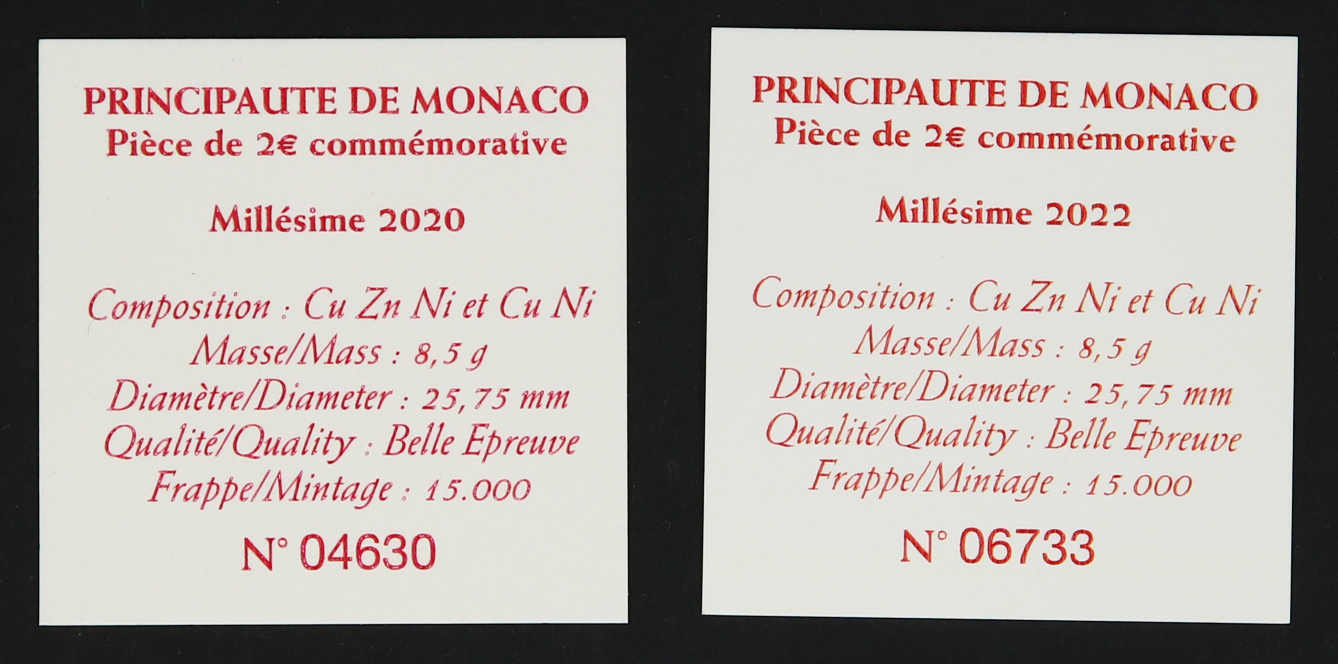 PRINCIPAUTE DE MONACO
Pièce de 2€ commémorative
Millésime 2020
Composition : Cu Zn Ni et Cu Ni
Masse/Mass : 8,5 g
Diamètre/Diameter : 25,75 mm
Qualité/Quality : Belle Epreuve
Frappe/Mintage : 15.000
N° 04630
PRINCIPAUTE DE MONACO
Pièce de 2€ commémorative
Millésime 2022
Composition : Cu Zn Ni et Cu Ni
Masse/Mass : 8,5 g
Diamètre/Diameter : 25,75 mm
Qualité/Quality : Belle Epreuve
Frappe/Mintage : 15.000
N° 06733